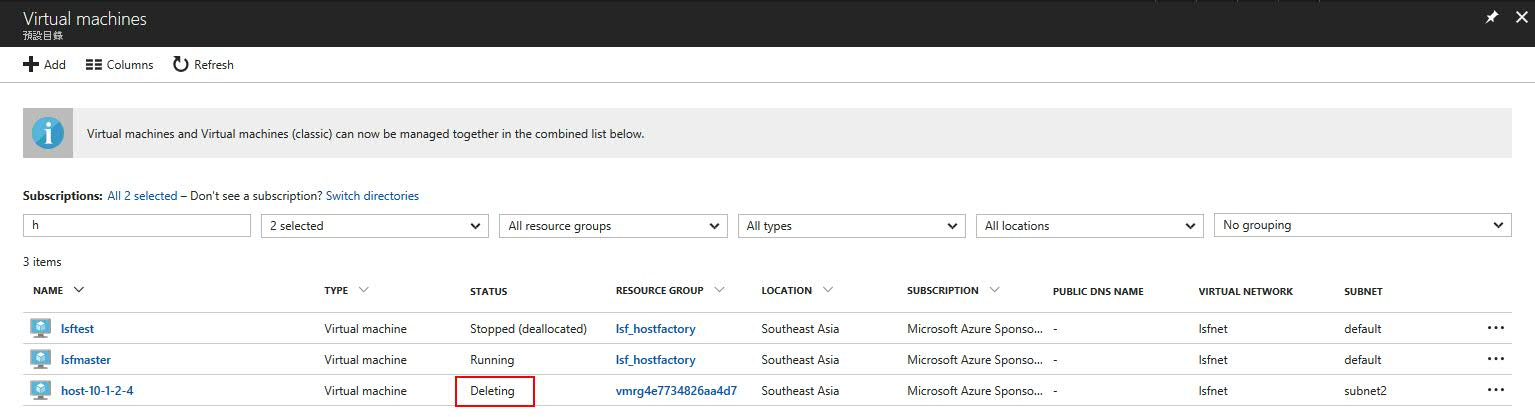 Virtual machines
預設目錄
Add Columns Refresh
Virtual machines and Virtual machines (classic) can now be managed together in the combined list below.
Subscriptions: All 2 selected – Don't see a subscription? Switch directories
h 2 selected All resource groups All types All locations No grouping
3 items
NAME TYPE STATUS RESOURCE GROUP LOCATION SUBSCRIPTION PUBLIC DNS NAME VIRTUAL NETWORK SUBNET
lsftest Virtual machine Stopped (deallocated) lsf_hostfactory Southeast Asia Microsoft Azure Sponso... - lsfnet default ...
lsfmaster Virtual machine Running lsf_hostfactory Southeast Asia Microsoft Azure Sponso... - lsfnet default ...
host-10-1-2-4 Virtual machine Deleting vmrg4e7734826aa4d7 Southeast Asia Microsoft Azure Sponso... - lsfnet subnet2 ...